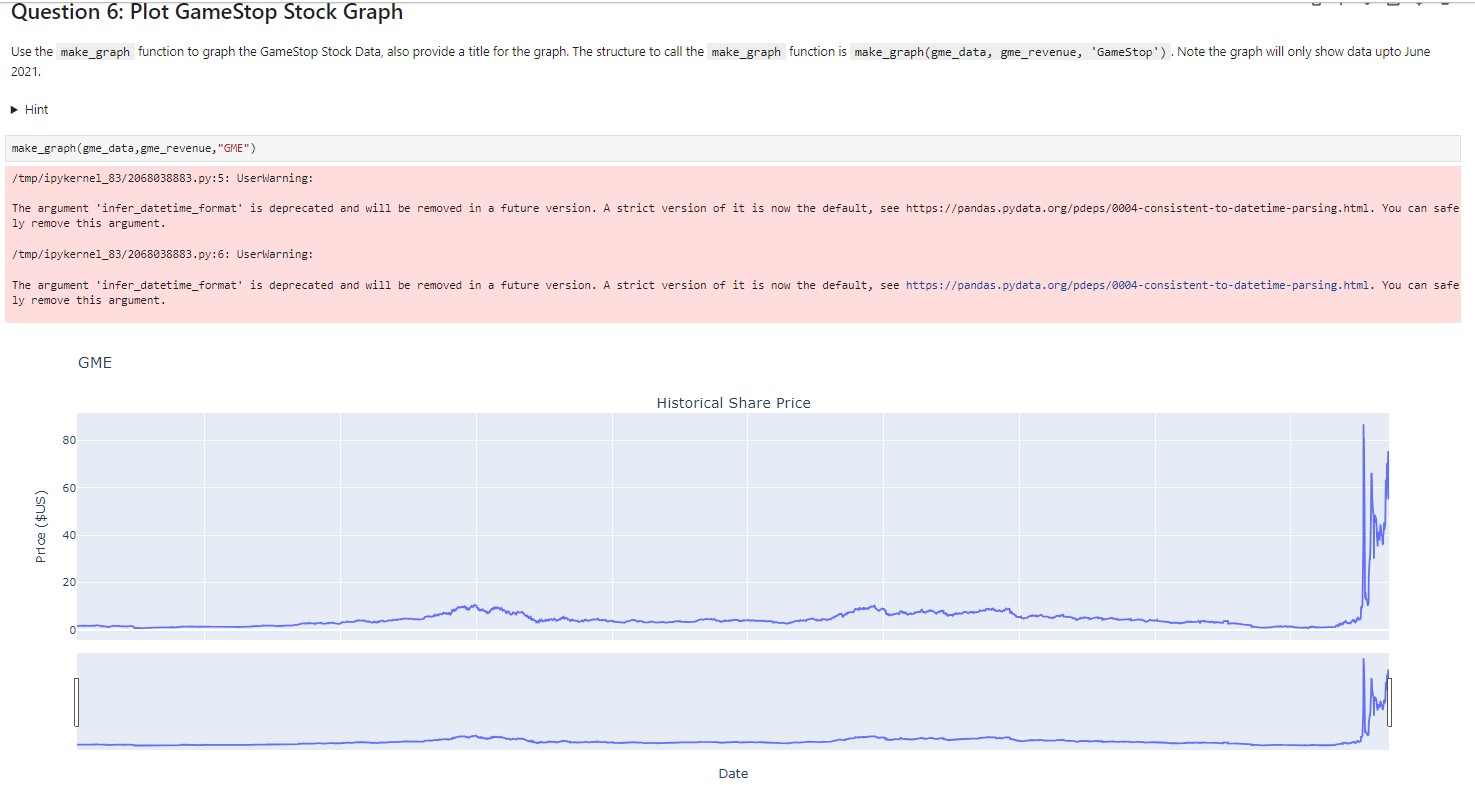 Question 6: Plot GameStop Stock Graph
Use the make_graph function to graph the GameStop Stock Data, also provide a title for the graph. The structure to call the make_graph function is make_graph(gme_data, gme_revenue, 'GameStop') . Note the graph will only show data upto June
2021.
▶ Hint
make_graph(gme_data,gme_revenue,"GME")
/tmp/ipykernel_83/2068038883.py:5: UserWarning:
The argument 'infer_datetime_format' is deprecated and will be removed in a future version. A strict version of it is now the default, see https://pandas.pydata.org/pdeps/0004-consistent-to-datetime-parsing.html. You can safe
ly remove this argument.
/tmp/ipykernel_83/2068038883.py:6: UserWarning:
The argument 'infer_datetime_format' is deprecated and will be removed in a future version. A strict version of it is now the default, see https://pandas.pydata.org/pdeps/0004-consistent-to-datetime-parsing.html. You can safe
ly remove this argument.
GME
Historical Share Price
80
60
40
20
0
Price ($US)
Date